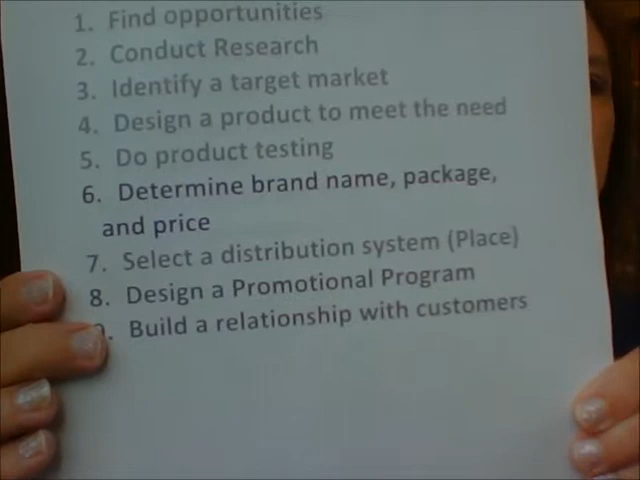 1. Find opportunities
2. Conduct Research
3. Identify a target market
4. Design a product to meet the need
5. Do product testing
6. Determine brand name, package,
and price
7. Select a distribution system (Place)
8. Design a Promotional Program
9. Build a relationship with customers